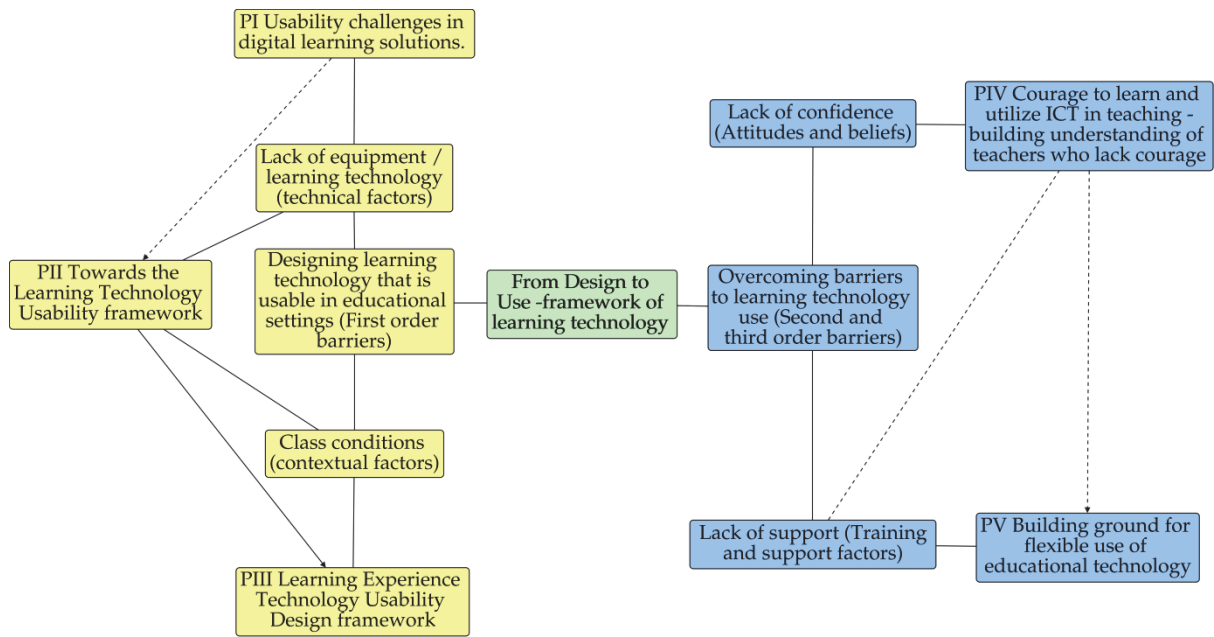 PI Usability challenges in
digital learning solutions.
Lack of equipment /
learning technology
(technical factors)
PII Towards the
Learning Technology
Usability framework
Designing learning
technology that is
usable in educational
settings (First order
barriers)
Class conditions
(contextual factors)
PIII Learning Experience
Technology Usability
Design framework
From Design to
Use -framework of
learning technology
Lack of confidence
(Attitudes and beliefs)
PIV Courage to learn and
utilize ICT in teaching -
building understanding of
teachers who lack courage
Overcoming barriers
to learning technology
use (Second and
third order barriers)
Lack of support (Training
and support factors)
PV Building ground for
flexible use of
educational technology